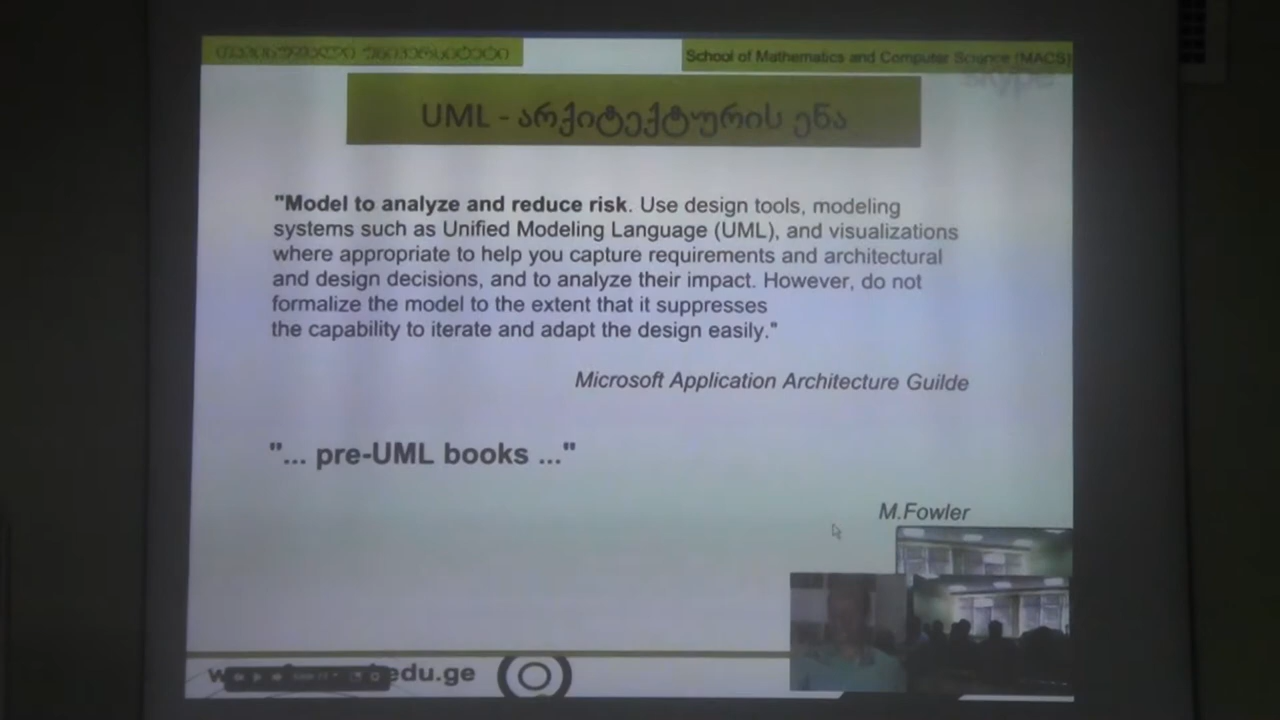 თავისუფალი უნივერსიტეტი
School of Mathematics and Computer Science (MACS)
skype
UML - არქიტექტურის ენა
"Model to analyze and reduce risk. Use design tools, modeling
systems such as Unified Modeling Language (UML), and visualizations
where appropriate to help you capture requirements and architectural
and design decisions, and to analyze their impact. However, do not
formalize the model to the extent that it suppresses
the capability to iterate and adapt the design easily."
Microsoft Application Architecture Guilde
"... pre-UML books ..."
M.Fowler
edu.ge